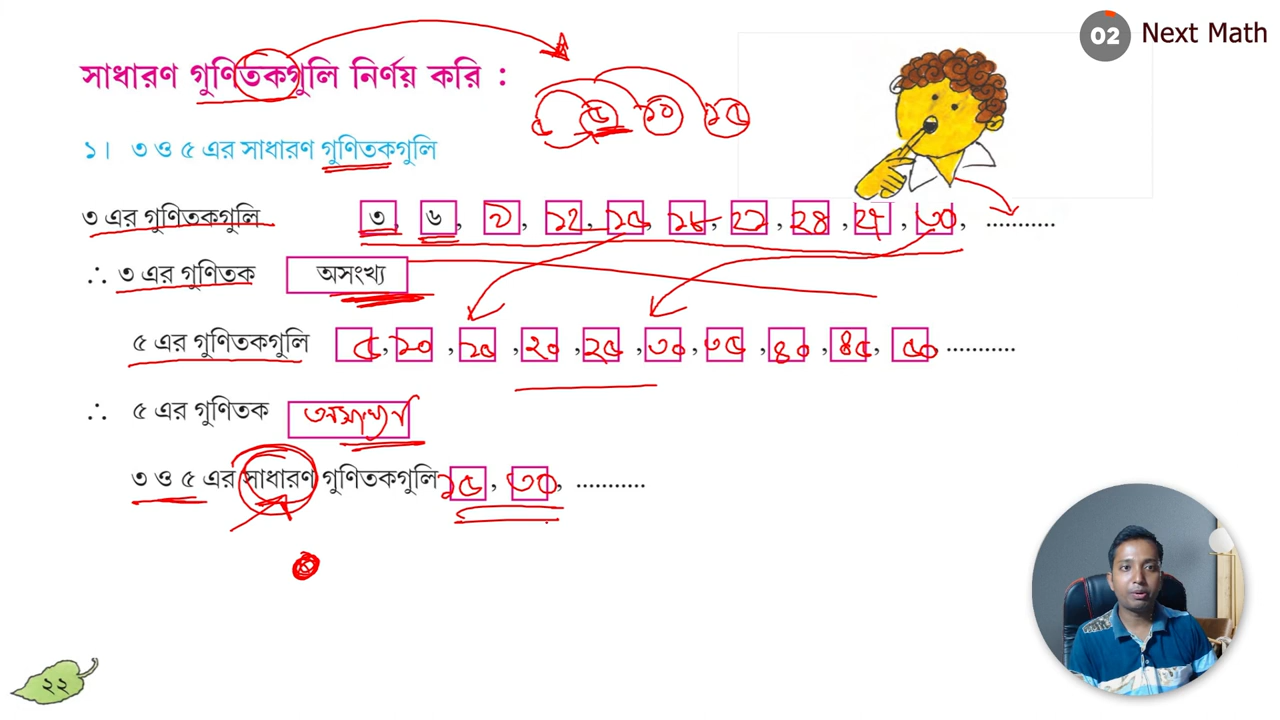 02 Next Math
সাধারণ গুণিতকগুলি নির্ণয় করি :
৫ ৫ ১০ ১৫
১। ৩ ও ৫ এর সাধারণ গুণিতকগুলি
৩ এর গুণিতকগুলি ৩, ৬, ৯, ১২, ১৫, ১৮, ২১, ২৪, ২৭, ৩০, ...........
∴ ৩ এর গুণিতক অসংখ্য
৫ এর গুণিতকগুলি ৫, ১০, ১৫, ২০, ২৫, ৩০, ৩৫, ৪০, ৪৫, ৫০ ...........
∴ ৫ এর গুণিতক অসংখ্য
৩ ও ৫ এর সাধারণ গুণিতকগুলি ১৫, ৩০, ...........
২২